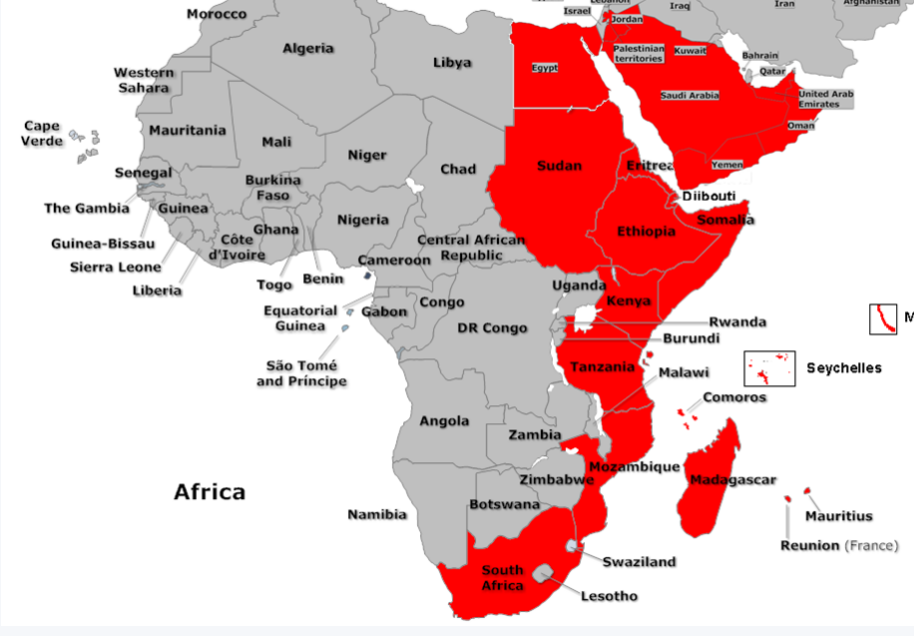 Lebanon
Israel
Iraq
Iran
Afghanistan
Morocco
Jordan
Algeria
Libya
Palestinian
territories
Kuwait
Bahrain
Egypt
Qatar
Western
Sahara
Saudi Arabia
United Arab
Emirates
Cape
Verde
Mauritania
Mali
Oman
Niger
Chad
Sudan
Eritrea
Yemen
Senegal
Burkina
Faso
Djibouti
The Gambia
Guinea
Nigeria
Somalia
Ghana
Ethiopia
Guinea-Bissau
Côte
d'Ivoire
Central African
Republic
Sierra Leone
Cameroon
Liberia
Togo
Benin
Uganda
Kenya
Equatorial
Guinea
Gabon
Congo
DR Congo
Rwanda
M
Burundi
São Tomé
and Príncipe
Tanzania
Malawi
Seychelles
Comoros
Angola
Zambia
Mozambique
Zimbabwe
Madagascar
Africa
Namibia
Botswana
Mauritius
Reunion (France)
Swaziland
South
Africa
Lesotho